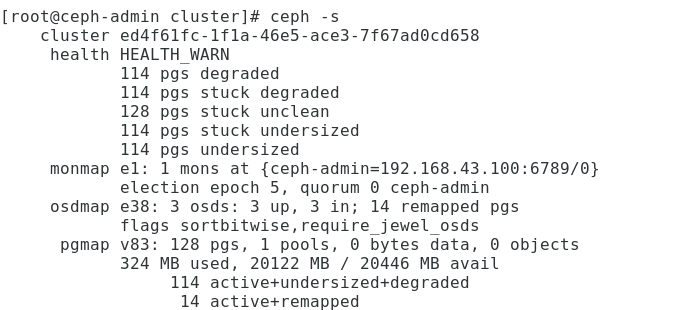 [root@ceph-admin cluster]# ceph -s
    cluster ed4f61fc-1f1a-46e5-ace3-7f67ad0cd658
     health HEALTH_WARN
            114 pgs degraded
            114 pgs stuck degraded
            128 pgs stuck unclean
            114 pgs stuck undersized
            114 pgs undersized
     monmap e1: 1 mons at {ceph-admin=192.168.43.100:6789/0}
            election epoch 5, quorum 0 ceph-admin
     osdmap e38: 3 osds: 3 up, 3 in; 14 remapped pgs
            flags sortbitwise,require_jewel_osds
      pgmap v83: 128 pgs, 1 pools, 0 bytes data, 0 objects
            324 MB used, 20122 MB / 20446 MB avail
                 114 active+undersized+degraded
                  14 active+remapped